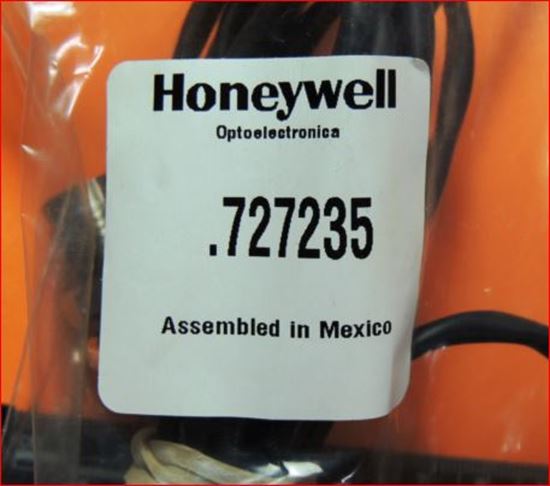 Honeywell
Optoelectronica
.727235
Assembled in Mexico